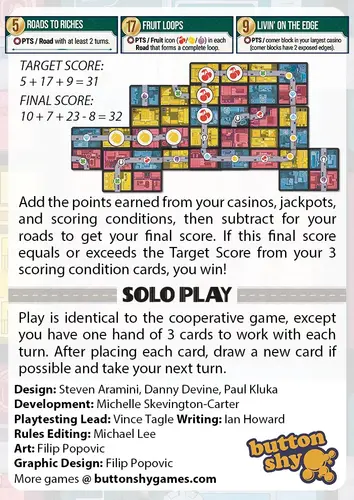 5 ROADS TO RICHES
PTS / Road with at least 2 turns.
17 FRUIT LOOPS
PTS / Fruit icon (/ / ) in each
Road that forms a complete loop.
9 LIVIN' ON THE EDGE
PTS / corner block in your largest casino
(corner blocks have 2 exposed edges).
TARGET SCORE:
5 + 17 + 9 = 31
FINAL SCORE:
10 + 7 + 23 - 8 = 32
Add the points earned from your casinos, jackpots,
and scoring conditions, then subtract for your
roads to get your final score. If this final score
equals or exceeds the Target Score from your 3
scoring condition cards, you win!
SOLO PLAY
Play is identical to the cooperative game, except
you have one hand of 3 cards to work with each
turn. After placing each card, draw a new card if
possible and take your next turn.
Design: Steven Aramini, Danny Devine, Paul Kluka
Development: Michelle Skevington-Carter
Playtesting Lead: Vince Tagle Writing: Ian Howard
Rules Editing: Michael Lee
Art: Filip Popovic
Graphic Design: Filip Popovic
More games @ buttonshygames.com
button
shy